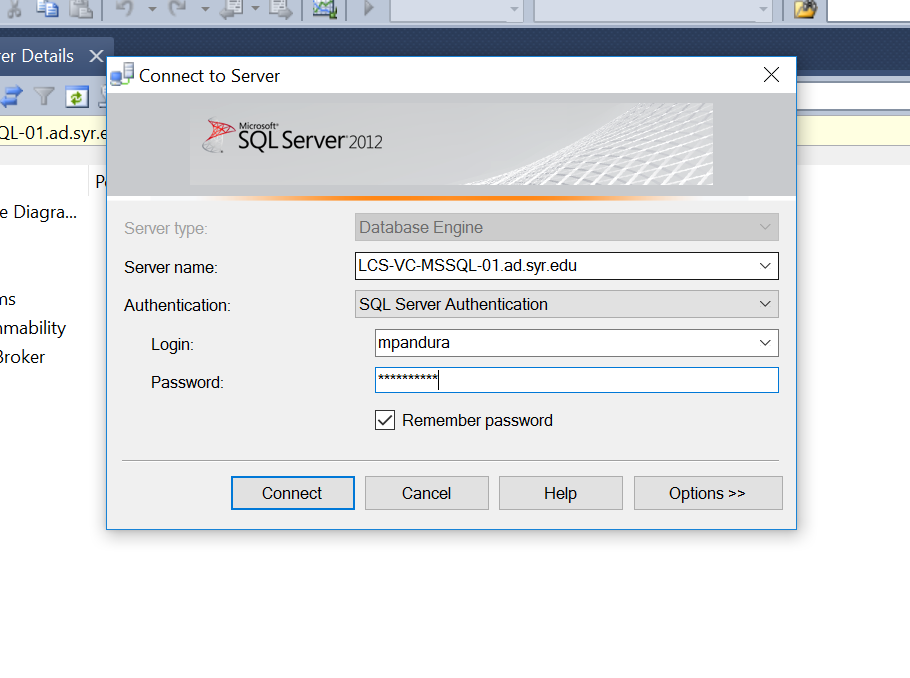 er Details
Connect to Server
QL-01.ad.syr.e
Microsoft®
SQL Server® 2012
e Diagra...
Server type:
Database Engine
Server name:
LCS-VC-MSSQL-01.ad.syr.edu
ms
Authentication:
SQL Server Authentication
mmability
Login:
mpandura
Broker
Password:
**********
Remember password
Connect
Cancel
Help
Options >>